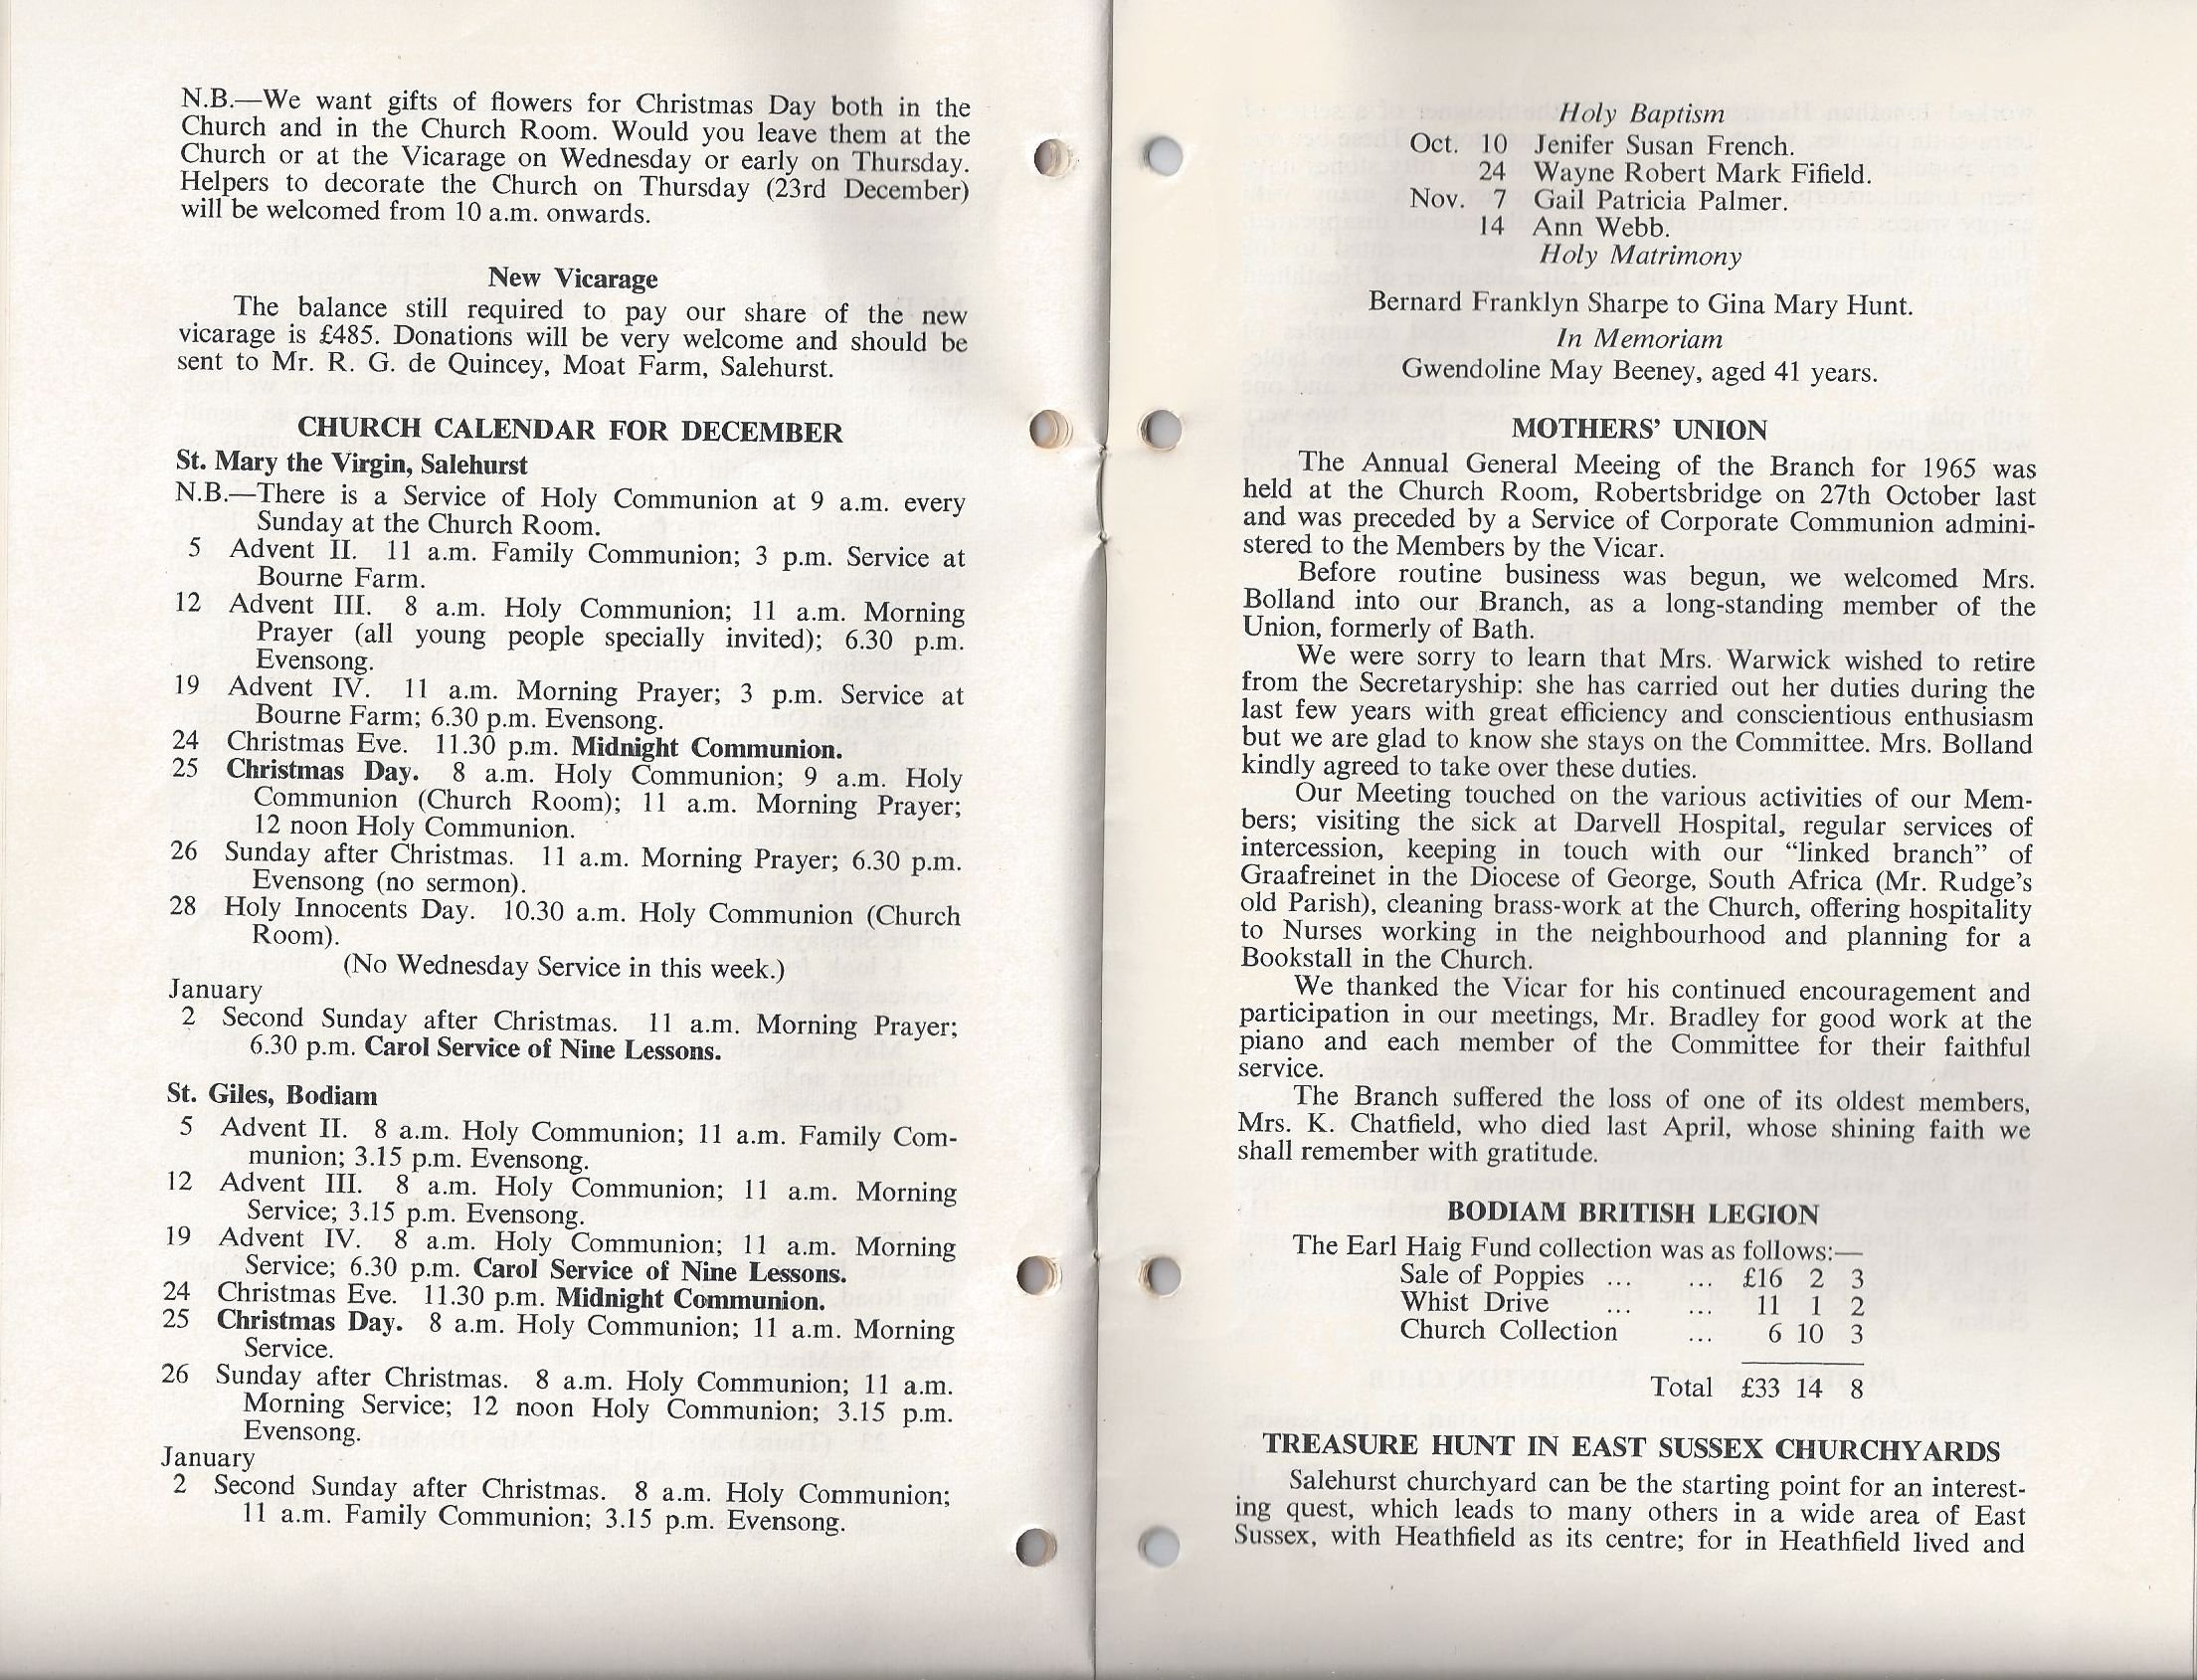 N.B.—We want gifts of flowers for Christmas Day both in the
Church and in the Church Room. Would you leave them at the
Church or at the Vicarage on Wednesday or early on Thursday.
Helpers to decorate the Church on Thursday (23rd December)
will be welcomed from 10 a.m. onwards.
New Vicarage
The balance still required to pay our share of the new
vicarage is £485. Donations will be very welcome and should be
sent to Mr. R. G. de Quincey, Moat Farm, Salehurst.
CHURCH CALENDAR FOR DECEMBER
St. Mary the Virgin, Salehurst
N.B.—There is a Service of Holy Communion at 9 a.m. every
Sunday at the Church Room.
5 Advent II. 11 a.m. Family Communion; 3 p.m. Service at
Bourne Farm.
12 Advent III. 8 a.m. Holy Communion; 11 a.m. Morning
Prayer (all young people specially invited); 6.30 p.m.
Evensong.
19 Advent IV. 11 a.m. Morning Prayer; 3 p.m. Service at
Bourne Farm; 6.30 p.m. Evensong.
24 Christmas Eve. 11.30 p.m. Midnight Communion.
25 Christmas Day. 8 a.m. Holy Communion; 9 a.m. Holy
Communion (Church Room); 11 a.m. Morning Prayer;
12 noon Holy Communion.
26 Sunday after Christmas. 11 a.m. Morning Prayer; 6.30 p.m.
Evensong (no sermon).
28 Holy Innocents Day. 10.30 a.m. Holy Communion (Church
Room).
(No Wednesday Service in this week.)
January
2 Second Sunday after Christmas. 11 a.m. Morning Prayer;
6.30 p.m. Carol Service of Nine Lessons.
St. Giles, Bodiam
5 Advent II. 8 a.m. Holy Communion; 11 a.m. Family Com-
munion; 3.15 p.m. Evensong.
12 Advent III. 8 a.m. Holy Communion; 11 a.m. Morning
Service; 3.15 p.m. Evensong.
19 Advent IV. 8 a.m. Holy Communion; 11 a.m. Morning
Service; 6.30 p.m. Carol Service of Nine Lessons.
24 Christmas Eve. 11.30 p.m. Midnight Communion.
25 Christmas Day. 8 a.m. Holy Communion; 11 a.m. Morning
Service.
26 Sunday after Christmas. 8 a.m. Holy Communion; 11 a.m.
Morning Service; 12 noon Holy Communion; 3.15 p.m.
Evensong.
January
2 Second Sunday after Christmas. 8 a.m. Holy Communion;
11 a.m. Family Communion; 3.15 p.m. Evensong.
Holy Baptism
Oct. 10 Jenifer Susan French.
24 Wayne Robert Mark Fifield.
Nov. 7 Gail Patricia Palmer.
14 Ann Webb.
Holy Matrimony
Bernard Franklyn Sharpe to Gina Mary Hunt.
In Memoriam
Gwendoline May Beeney, aged 41 years.
MOTHERS' UNION
The Annual General Meeing of the Branch for 1965 was
held at the Church Room, Robertsbridge on 27th October last
and was preceded by a Service of Corporate Communion admini-
stered to the Members by the Vicar.
Before routine business was begun, we welcomed Mrs.
Bolland into our Branch, as a long-standing member of the
Union, formerly of Bath.
We were sorry to learn that Mrs. Warwick wished to retire
from the Secretaryship: she has carried out her duties during the
last few years with great efficiency and conscientious enthusiasm
but we are glad to know she stays on the Committee. Mrs. Bolland
kindly agreed to take over these duties.
Our Meeting touched on the various activities of our Mem-
bers; visiting the sick at Darvell Hospital, regular services of
intercession, keeping in touch with our “linked branch” of
Graafreinet in the Diocese of George, South Africa (Mr. Rudge's
old Parish), cleaning brass-work at the Church, offering hospitality
to Nurses working in the neighbourhood and planning for a
Bookstall in the Church.
We thanked the Vicar for his continued encouragement and
participation in our meetings, Mr. Bradley for good work at the
piano and each member of the Committee for their faithful
service.
The Branch suffered the loss of one of its oldest members,
Mrs. K. Chatfield, who died last April, whose shining faith we
shall remember with gratitude.
BODIAM BRITISH LEGION
The Earl Haig Fund collection was as follows:—
Sale of Poppies ... ... £16 2 3
Whist Drive ... ... 11 1 2
Church Collection ... 6 10 3
Total £33 14 8
TREASURE HUNT IN EAST SUSSEX CHURCHYARDS
Salehurst churchyard can be the starting point for an interest-
ing quest, which leads to many others in a wide area of East
Sussex, with Heathfield as its centre; for in Heathfield lived and